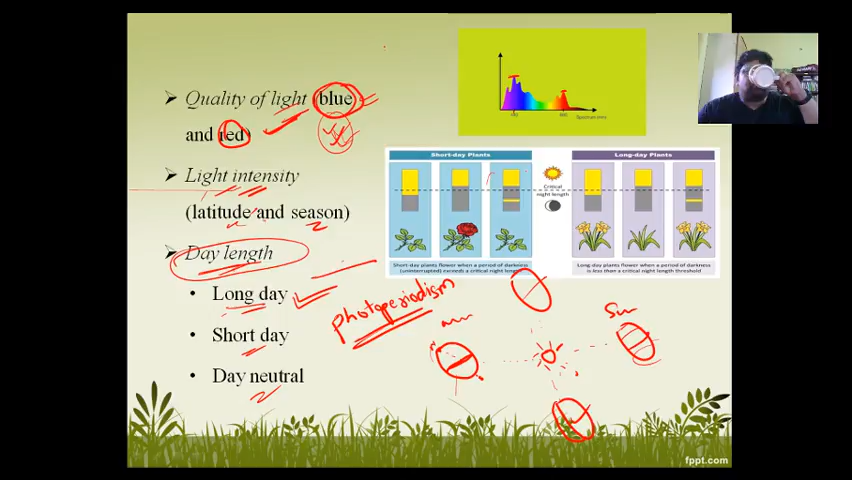 Quality of light (blue
and red)
Light intensity
(latitude and season)
Day length
Long day
Short day
Day neutral
photoperiodism
Spectrum (nm)
Short-day Plants
Long-day Plants
Critical
night length
Short-day plants flower when a period of darkness
(uninterrupted) exceeds a critical night length
Long-day plants flower when a period of darkness
is less than a critical night length threshold
fppt.com